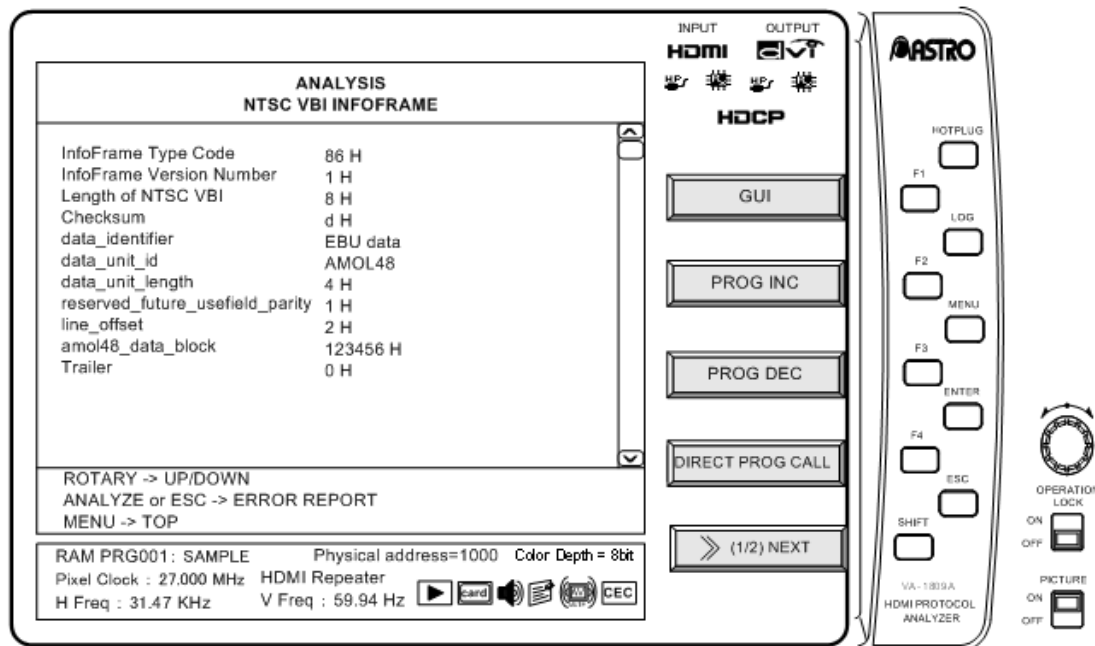 ANALYSIS
NTSC VBI INFOFRAME
InfoFrame Type Code 86 H
InfoFrame Version Number 1 H
Length of NTSC VBI 8 H
Checksum d H
data_identifier EBU data
data_unit_id AMOL48
data_unit_length 4 H
reserved_future_usefield_parity 1 H
line_offset 2 H
amol48_data_block 123456 H
Trailer 0 H
ROTARY -> UP/DOWN
ANALYZE or ESC -> ERROR REPORT
MENU -> TOP
RAM PRG001: SAMPLE Physical address=1000 Color Depth = 8bit
Pixel Clock : 27.000 MHz HDMI Repeater
H Freq : 31.47 KHz V Freq : 59.94 Hz card CEC
INPUT OUTPUT
HDMI DVI
HDCP
GUI
PROG INC
PROG DEC
DIRECT PROG CALL
(1/2) NEXT
ASTRO
HOTPLUG
F1
LOG
F2
MENU
F3
ENTER
F4
ESC
SHIFT
VA-1809A
HDMI PROTOCOL
ANALYZER
OPERATION
LOCK
ON
OFF
PICTURE
ON
OFF